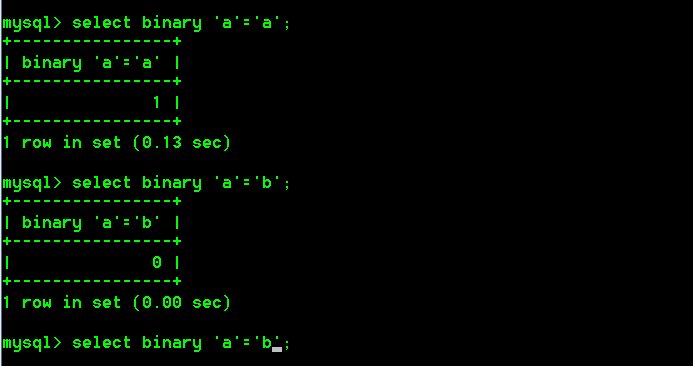 mysql> select binary 'a'='a';
+----------------+
| binary 'a'='a' |
+----------------+
|              1 |
+----------------+
1 row in set (0.13 sec)
mysql> select binary 'a'='b';
+----------------+
| binary 'a'='b' |
+----------------+
|              0 |
+----------------+
1 row in set (0.00 sec)
mysql> select binary 'a'='b';